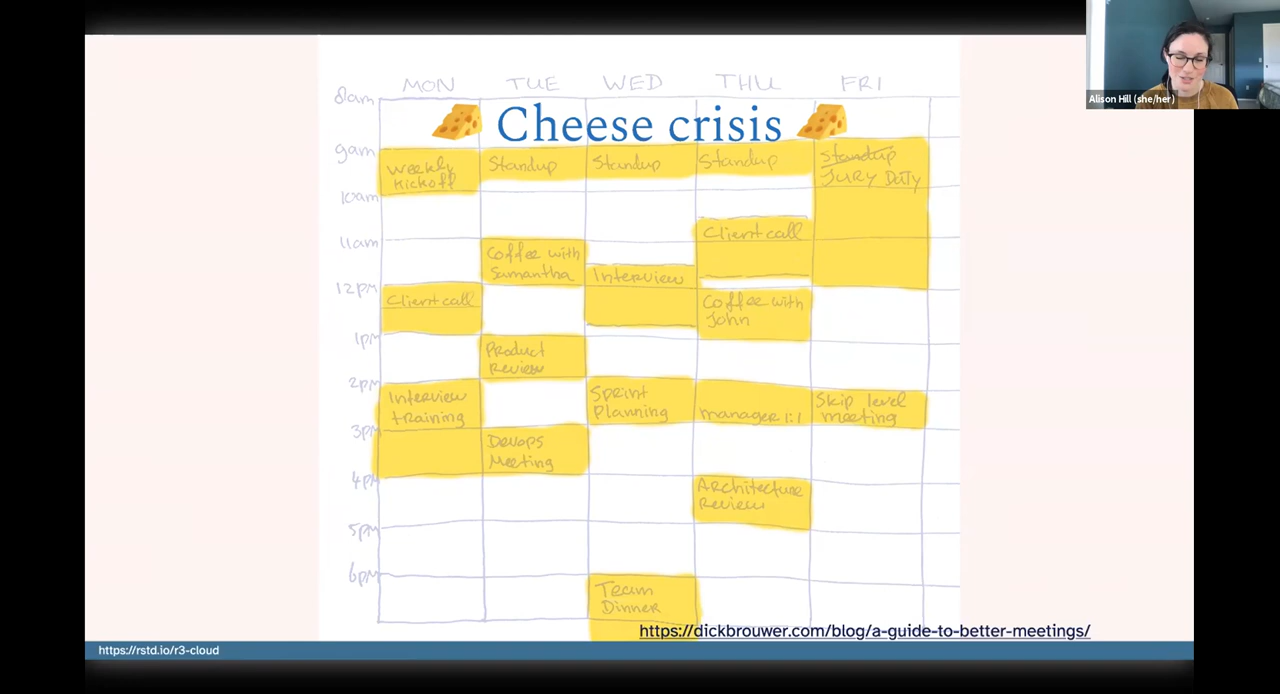 Alison Hill (she/her)
MON TUE WED THU FRI
8am
Cheese crisis
9am
Weekly
Kickoff
Standup
Standup
Standup
Standup
JURY DUTY
10am
Client call
11am
Coffee with
Samantha
Interview
12pm
Client call
Coffee with
John
1pm
Product
Review
2pm
Interview
training
Sprint
Planning
manager 1:1
Skip level
meeting
3pm
Devops
Meeting
4pm
Architecture
Review
5pm
6pm
Team
Dinner
https://dickbrouwer.com/blog/a-guide-to-better-meetings/
https://rstd.io/r3-cloud